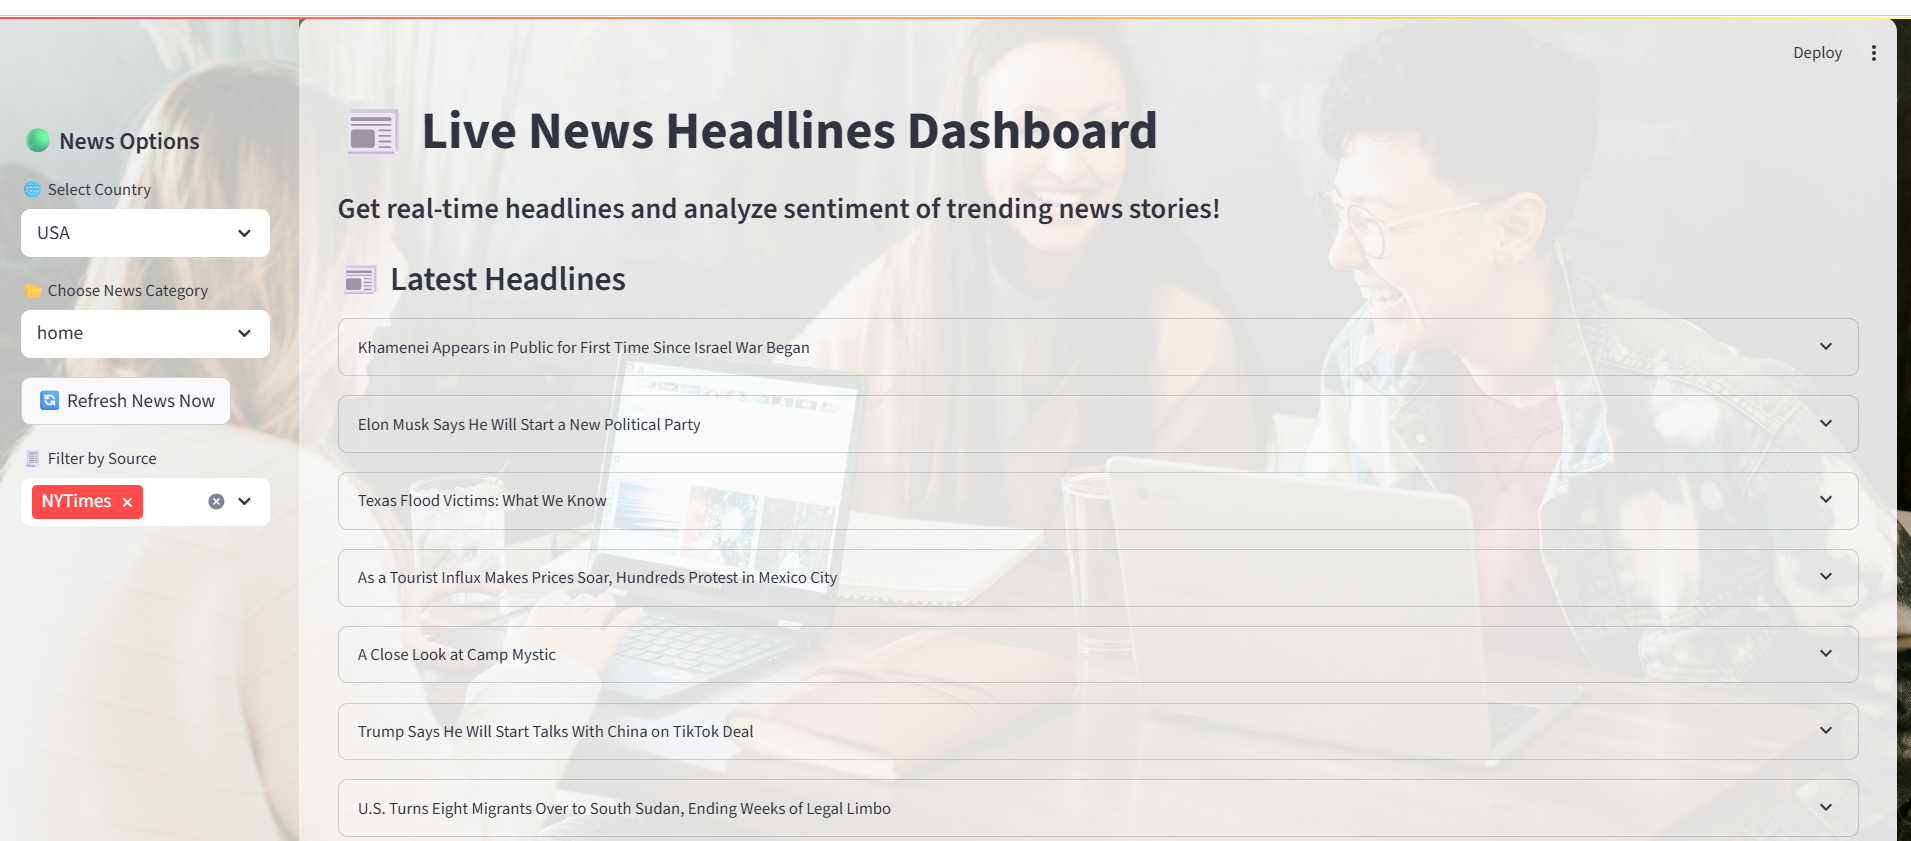 Deploy
News Options
Select Country
USA
Choose News Category
home
Refresh News Now
Filter by Source
NYTimes
Live News Headlines Dashboard
Get real-time headlines and analyze sentiment of trending news stories!
Latest Headlines
Khamenei Appears in Public for First Time Since Israel War Began
Elon Musk Says He Will Start a New Political Party
Texas Flood Victims: What We Know
As a Tourist Influx Makes Prices Soar, Hundreds Protest in Mexico City
A Close Look at Camp Mystic
Trump Says He Will Start Talks With China on TikTok Deal
U.S. Turns Eight Migrants Over to South Sudan, Ending Weeks of Legal Limbo